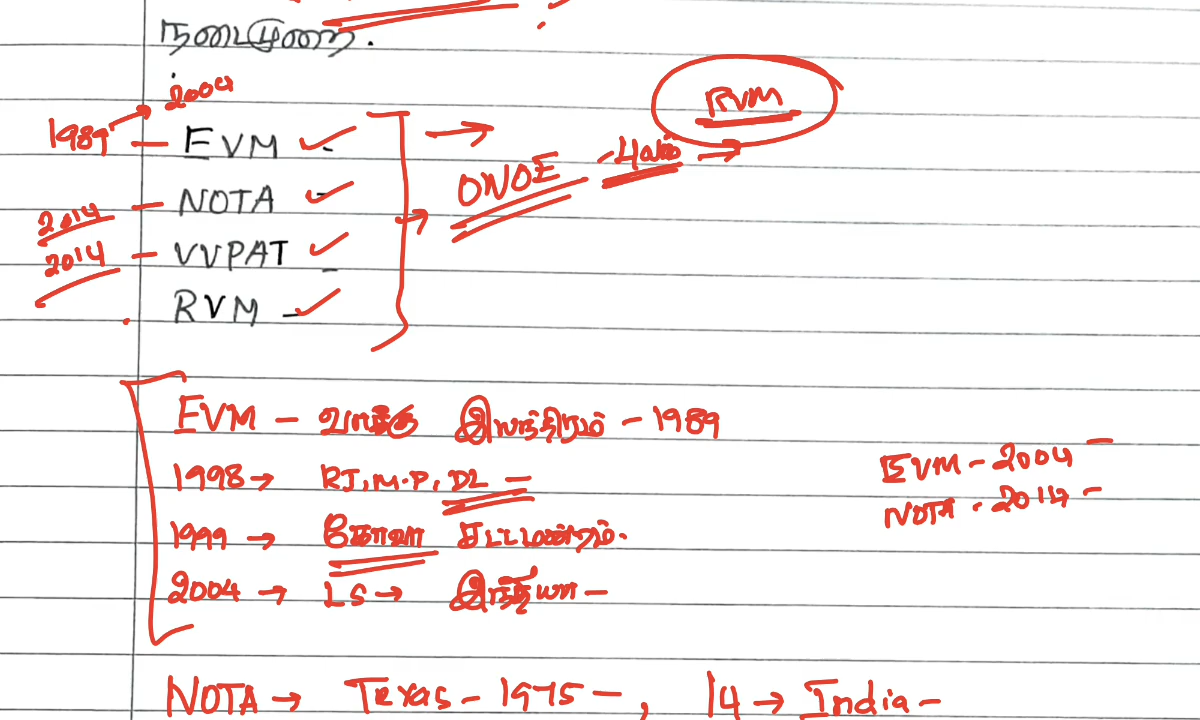 நடைமுறை.
2004
1989 → EVM ✓ →
RVM
ONOE - புலம் →
2014 - NOTA ✓
2014 - VVPAT ✓
RVM - ✓
EVM - வாக்கு இயந்திரம் - 1989
1998 → RJ, M.P, DL -
EVM - 2004 -
NOTA - 2014 -
1999 → கோவா சட்டமன்றம்.
2004 → LS → இந்தியா -
NOTA → Texas - 1975 - , 14 → India -